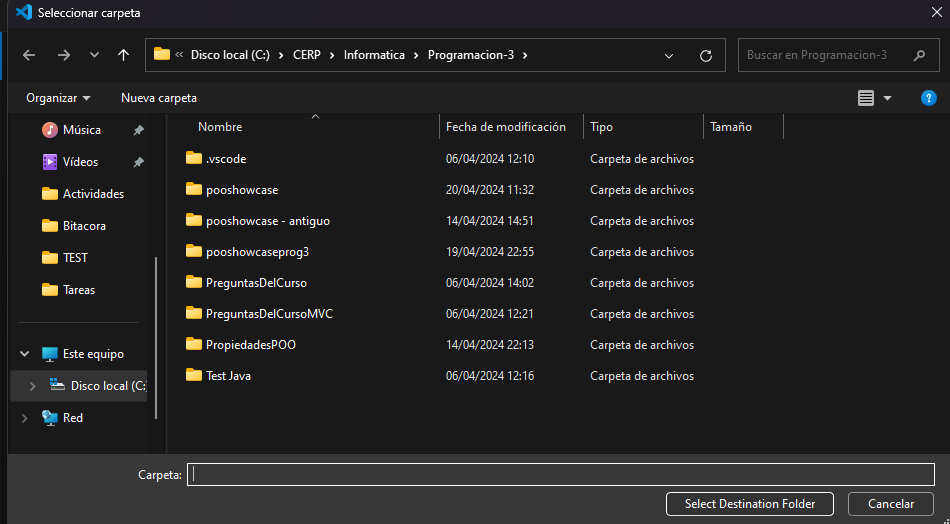 Seleccionar carpeta
Disco local (C:) > CERP > Informatica > Programacion-3 >
Buscar en Programacion-3
Organizar Nueva carpeta
Nombre Fecha de modificación Tipo Tamaño
Música
Vídeos
Actividades
Bitacora
TEST
Tareas
Este equipo
Disco local (C:
Red
.vscode 06/04/2024 12:10 Carpeta de archivos
pooshowcase 20/04/2024 11:32 Carpeta de archivos
pooshowcase - antiguo 14/04/2024 14:51 Carpeta de archivos
pooshowcaseprog3 19/04/2024 22:55 Carpeta de archivos
PreguntasDelCurso 06/04/2024 14:02 Carpeta de archivos
PreguntasDelCursoMVC 06/04/2024 12:21 Carpeta de archivos
PropiedadesPOO 14/04/2024 22:13 Carpeta de archivos
Test Java 06/04/2024 12:16 Carpeta de archivos
Carpeta:
Select Destination Folder Cancelar